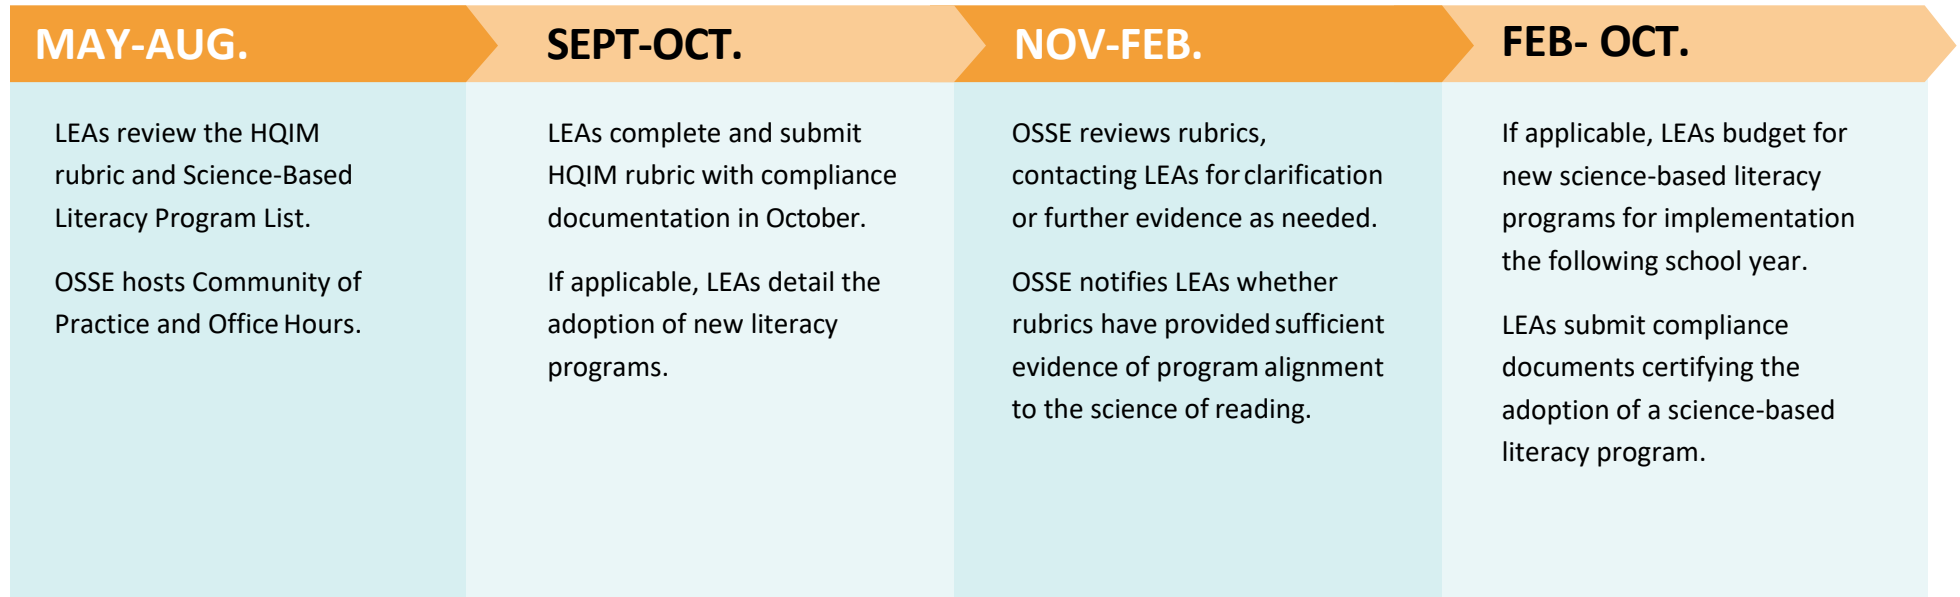 MAY-AUG.
LEAs review the HQIM
rubric and Science-Based
Literacy Program List.
OSSE hosts Community of
Practice and Office Hours.
SEPT-OCT.
LEAs complete and submit
HQIM rubric with compliance
documentation in October.
If applicable, LEAs detail the
adoption of new literacy
programs.
NOV-FEB.
OSSE reviews rubrics,
contacting LEAs for clarification
or further evidence as needed.
OSSE notifies LEAs whether
rubrics have provided sufficient
evidence of program alignment
to the science of reading.
FEB- OCT.
If applicable, LEAs budget for
new science-based literacy
programs for implementation
the following school year.
LEAs submit compliance
documents certifying the
adoption of a science-based
literacy program.